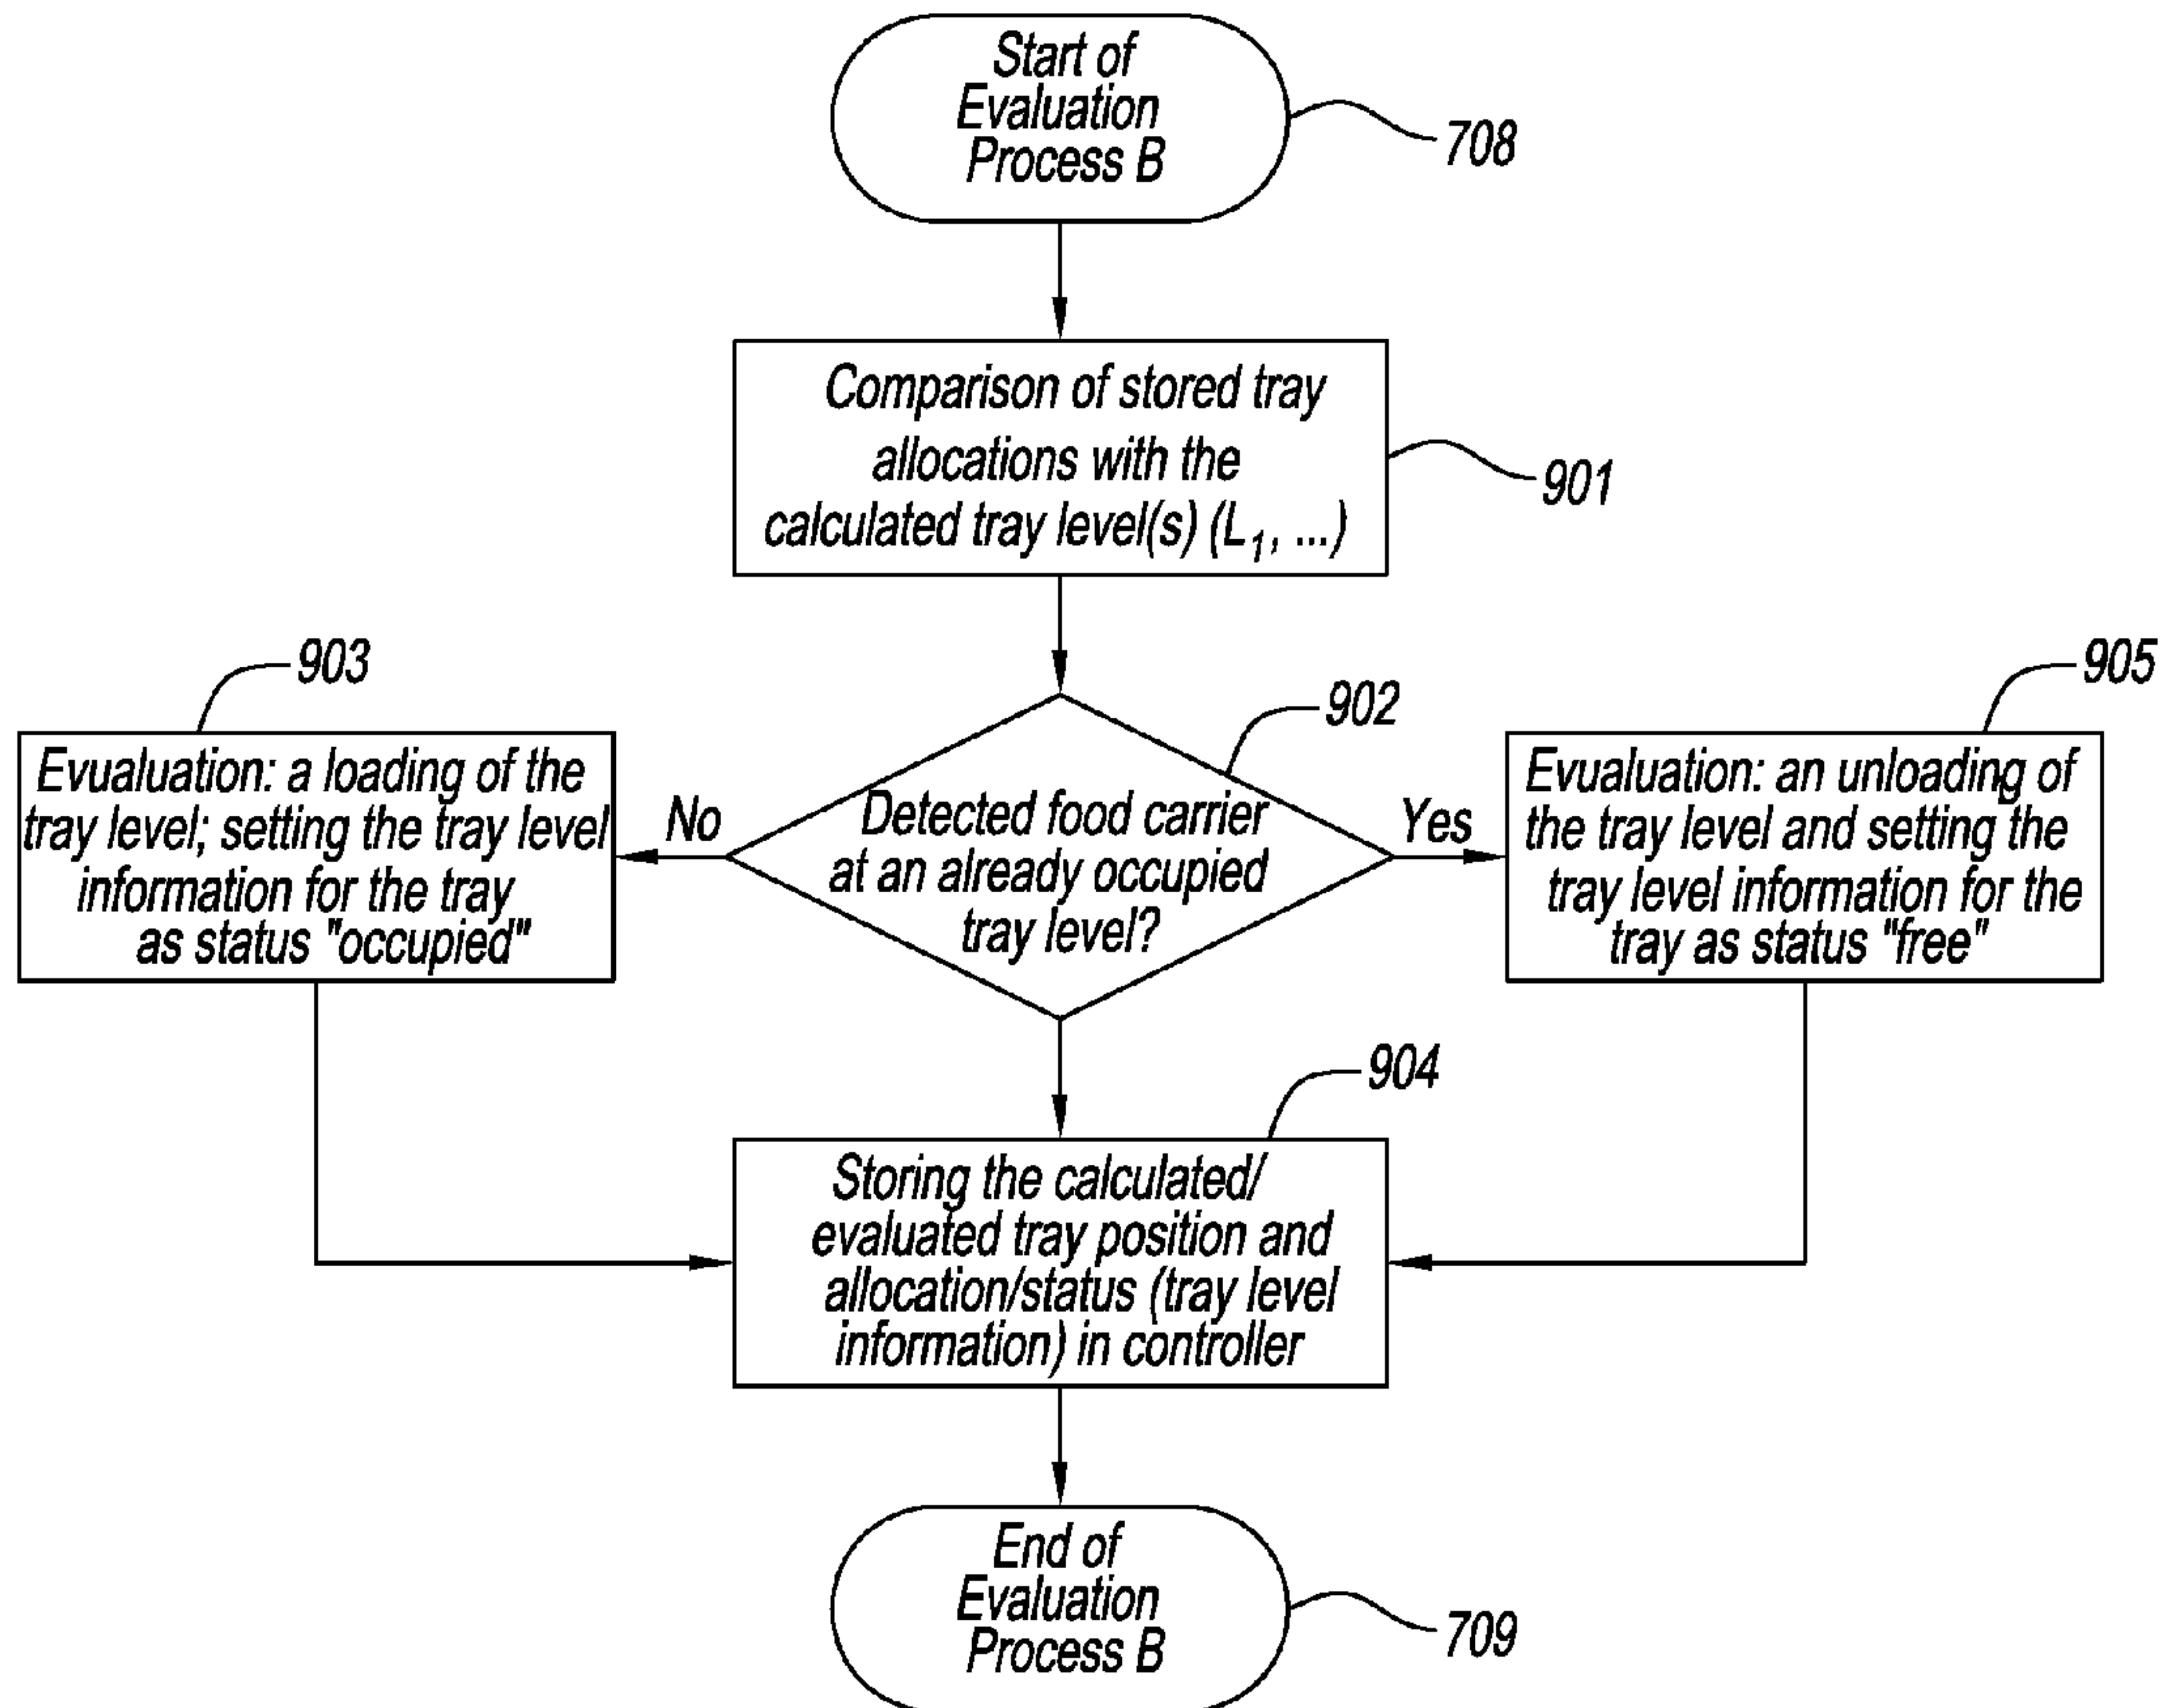 Start of
Evaluation
Process B
708
Comparison of stored tray
allocations with the
calculated tray level(s) (L1, ...)
901
903
Evualuation: a loading of the
tray level; setting the tray level
information for the tray
as status "occupied"
No
902
Detected food carrier
at an already occupied
tray level?
Yes
905
Evualuation: an unloading of
the tray level and setting the
tray level information for the
tray as status "free"
904
Storing the calculated/
evaluated tray position and
allocation/status (tray level
information) in controller
End of
Evaluation
Process B
709